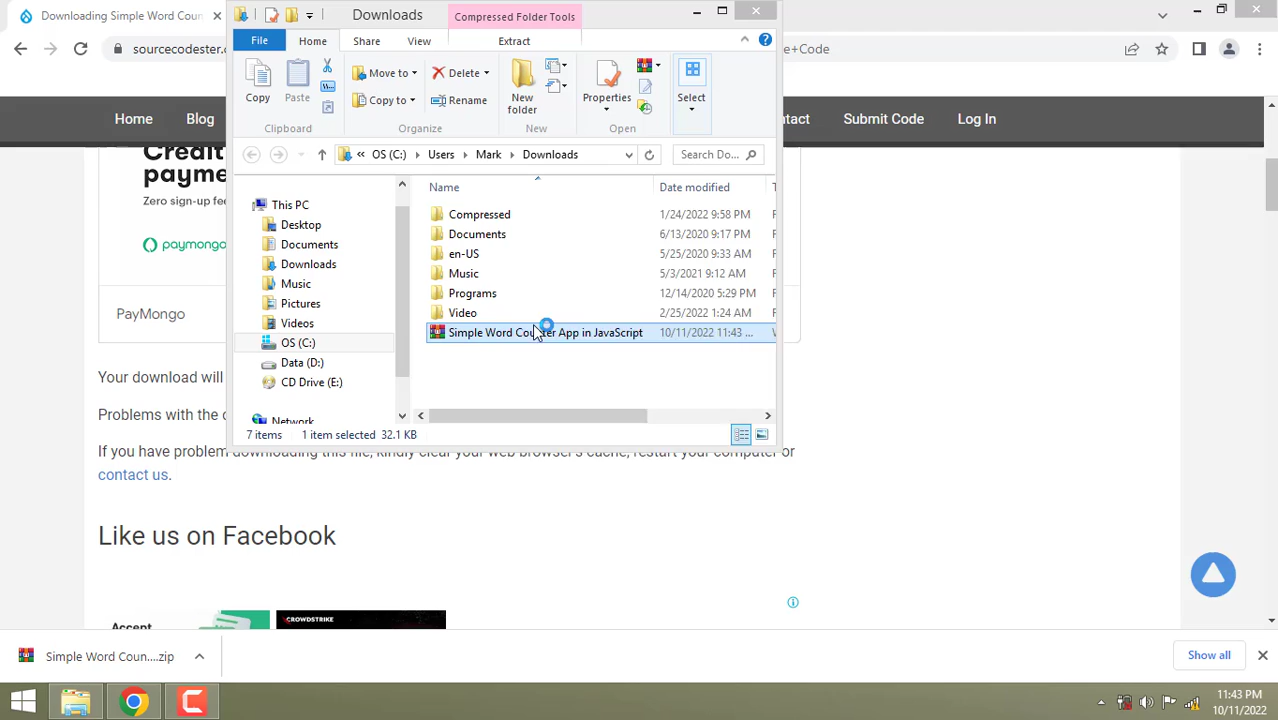 Downloading Simple Word Coun
Downloads
Compressed Folder Tools
sourcecodester.c
e+Code
File
Home
Share
View
Extract
Copy
Paste
Move to
Copy to
Delete
Rename
New folder
Properties
Select
Clipboard
Organize
New
Open
« OS (C:) Users Mark Downloads
Search Do...
Home
Blog
ntact
Submit Code
Log In
Credit
payme
Zero sign-up fee
paymongo
PayMongo
This PC
Desktop
Documents
Downloads
Music
Pictures
Videos
OS (C:)
Data (D:)
CD Drive (E:)
Network
Name
Date modified
Compressed 1/24/2022 9:58 PM
Documents 6/13/2020 9:17 PM
en-US 5/25/2020 9:33 AM
Music 5/3/2021 9:12 AM
Programs 12/14/2020 5:29 PM
Video 2/25/2022 1:24 AM
Simple Word Counter App in JavaScript 10/11/2022 11:43 ...
7 items 1 item selected 32.1 KB
Your download will
Problems with the d
If you have problem downloading this file, kindly clear your web browser's cache, restart your computer or
contact us.
Like us on Facebook
Accept
CROWDSTRIKE
Simple Word Coun....zip
Show all
11:43 PM
10/11/2022